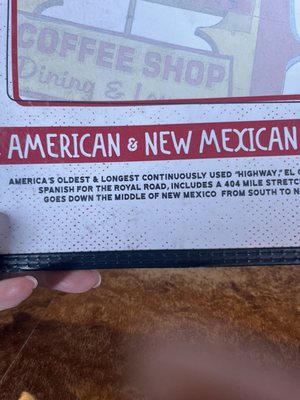 COFFEE SHOP
Dining &
AMERICAN & NEW MEXICAN
AMERICA'S OLDEST & LONGEST CONTINUOUSLY USED "HIGHWAY," EL
SPANISH FOR THE ROYAL ROAD, INCLUDES A 404 MILE STRETC
GOES DOWN THE MIDDLE OF NEW MEXICO FROM SOUTH TO N